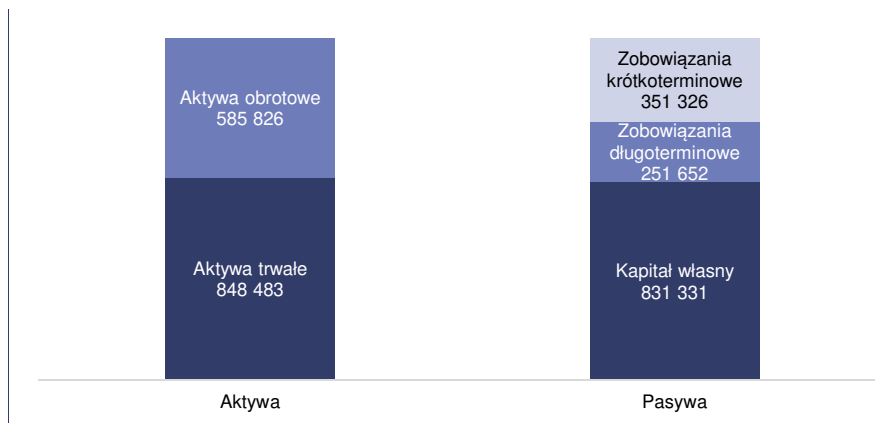 Aktywa obrotowe
585 826
Aktywa trwałe
848 483
Zobowiązania
krótkoterminowe
351 326
Zobowiązania
długoterminowe
251 652
Kapitał własny
831 331
Aktywa
Pasywa